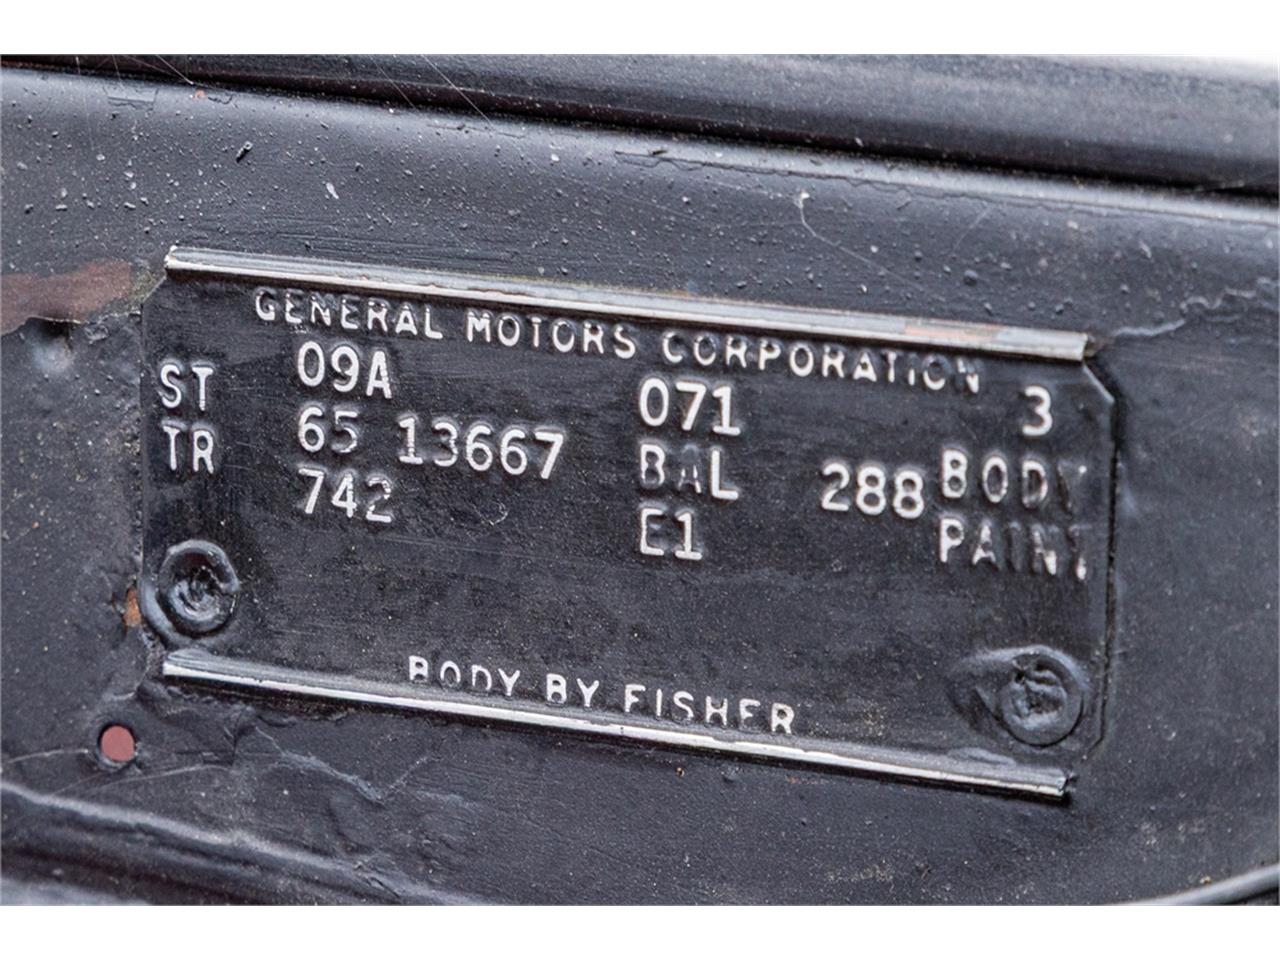 GENERAL MOTORS CORPORATION
09A 071 3
ST 65 13667 BAL 288 BODY
TR 742 E1 PAINT
BODY BY FISHER